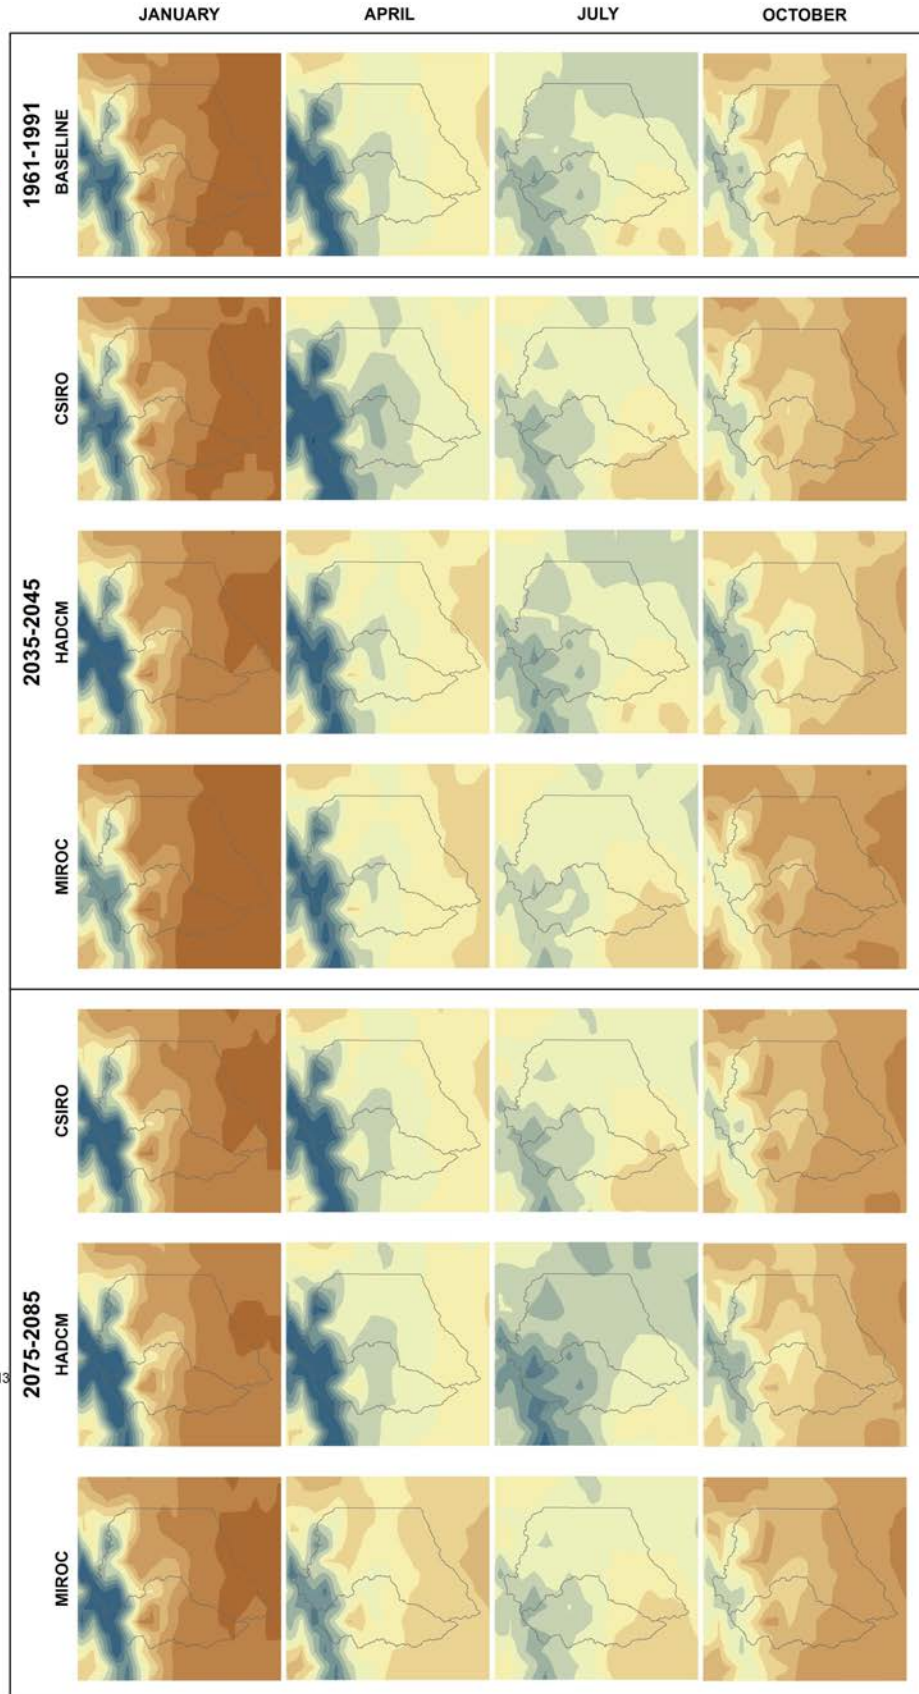 JANUARY APRIL JULY OCTOBER
1961-1991
BASELINE
2035-2045
CSIRO
HADCM
MIROC
2075-2085
CSIRO
HADCM
MIROC